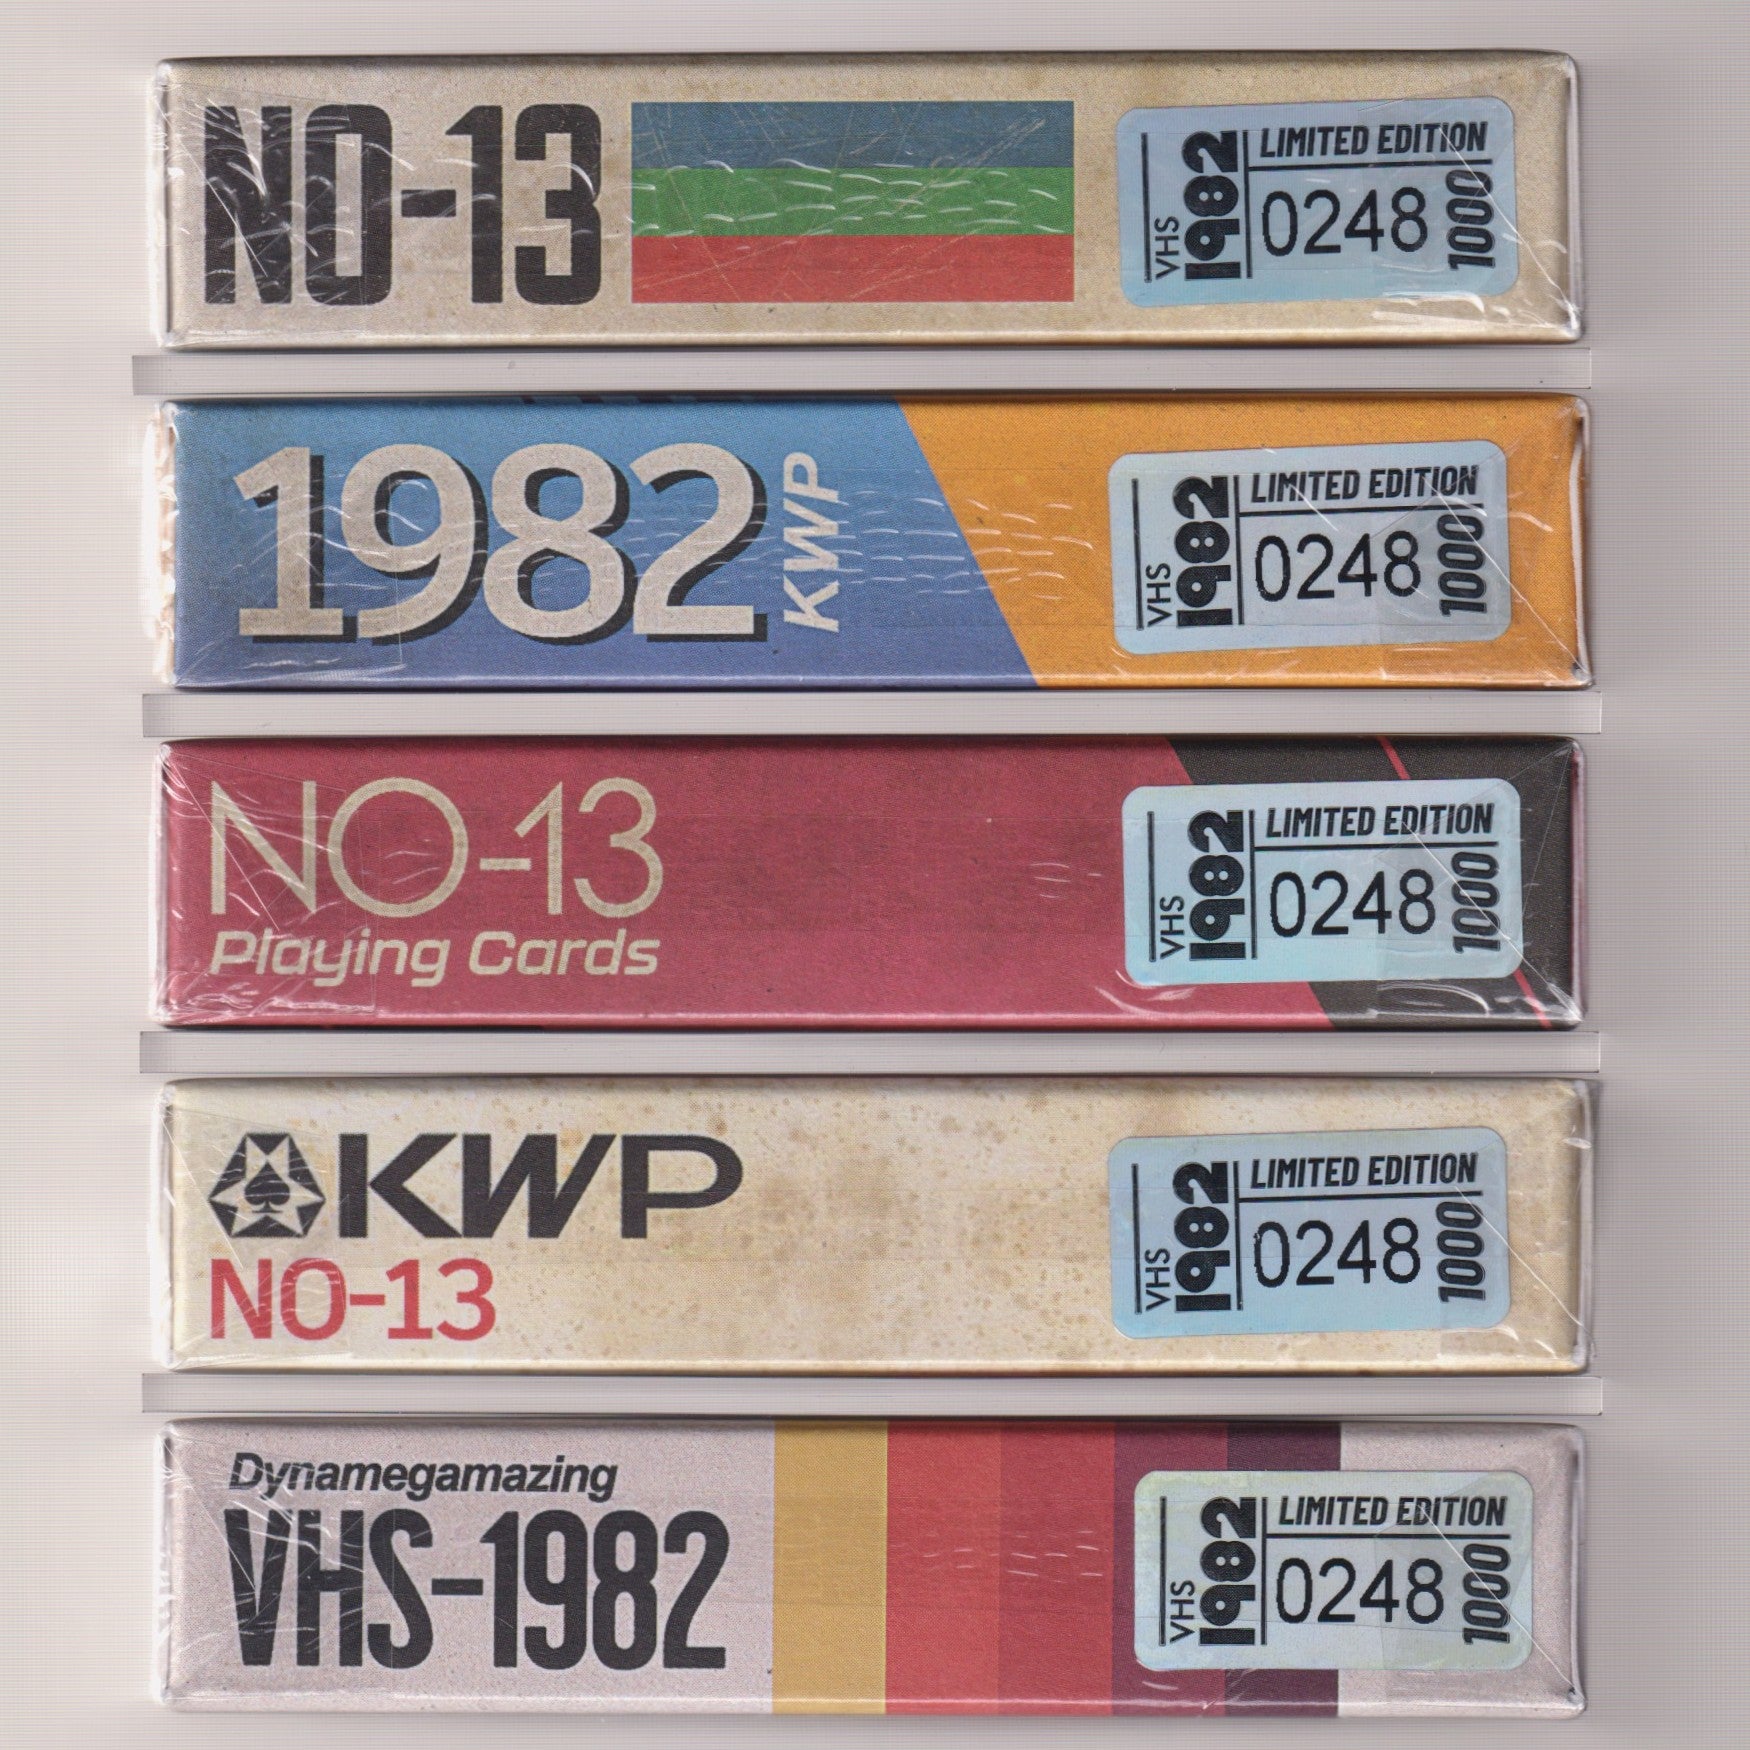 NO-13
VHS
1982
LIMITED EDITION
0248
1000
1982
KWP
VHS
1982
LIMITED EDITION
0248
1000
NO-13
Playing Cards
VHS
1982
LIMITED EDITION
0248
1000
KWP
NO-13
VHS
1982
LIMITED EDITION
0248
1000
Dynamegamazing
VHS-1982
VHS
1982
LIMITED EDITION
0248
1000